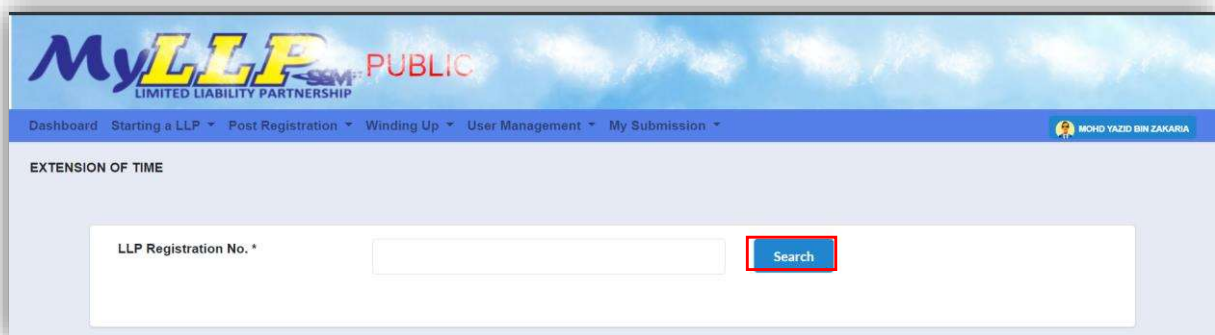 MyLLP SSM PUBLIC
LIMITED LIABILITY PARTNERSHIP
Dashboard Starting a LLP Post Registration Winding Up User Management My Submission MOHD YAZID BIN ZAKARIA
EXTENSION OF TIME
LLP Registration No. * Search